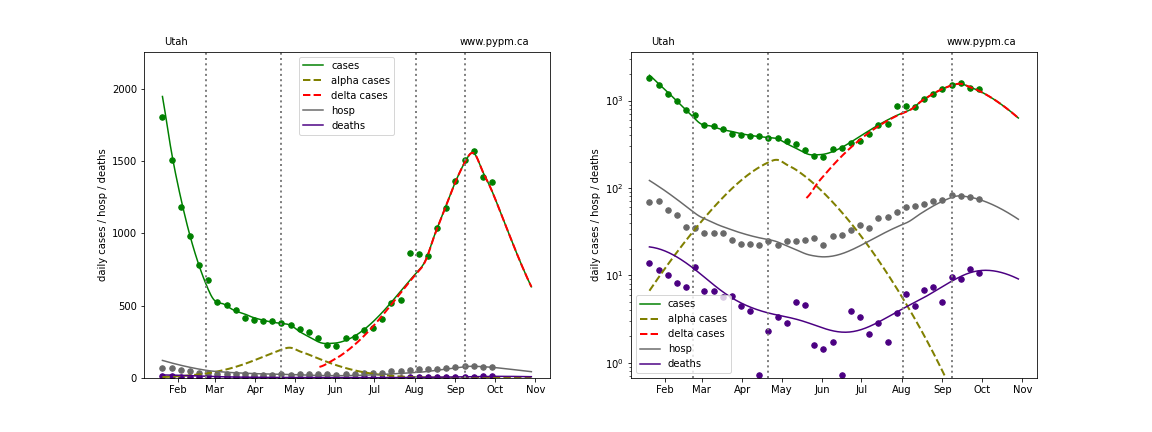 Utah
www.pypm.ca
daily cases / hosp / deaths
2000
1500
1000
500
0
cases
alpha cases
delta cases
hosp
deaths
Feb Mar Apr May Jun Jul Aug Sep Oct Nov
Utah
www.pypm.ca
daily cases / hosp / deaths
10³
10²
10¹
10⁰
cases
alpha cases
delta cases
hosp
deaths
Feb Mar Apr May Jun Jul Aug Sep Oct Nov